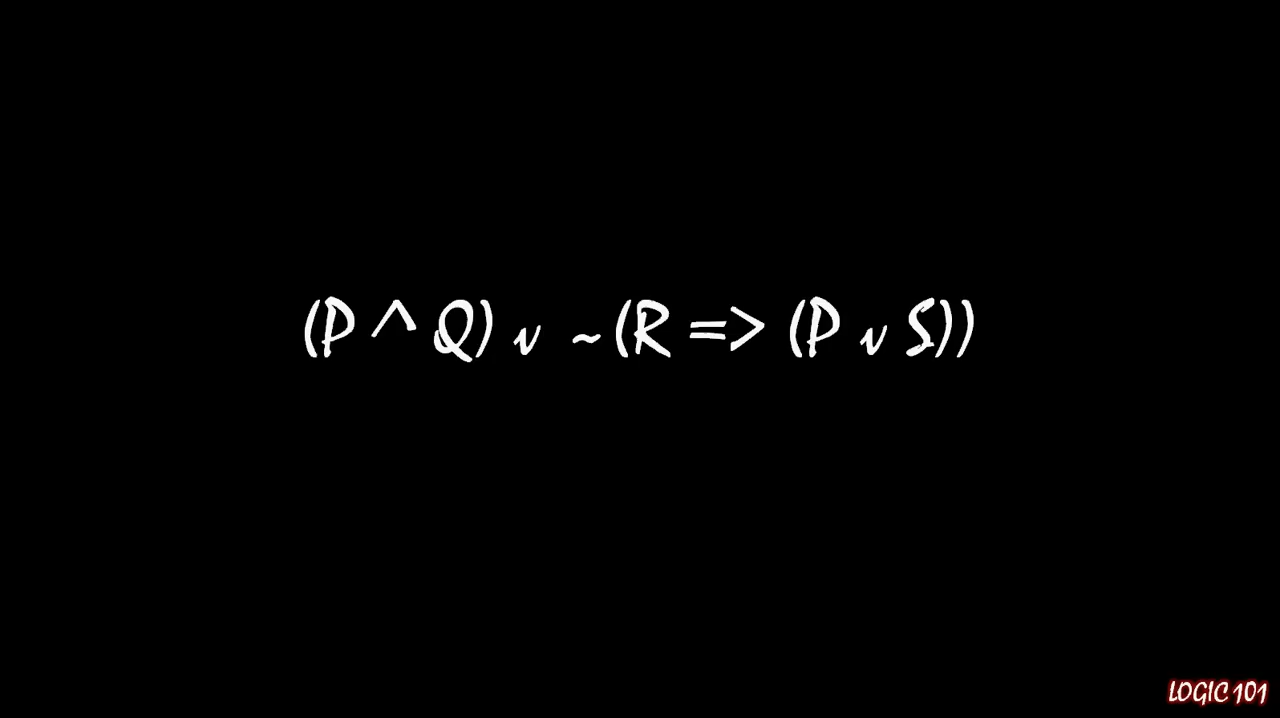 (P ^ Q) v ~(R => (P v S))
LOGIC 101